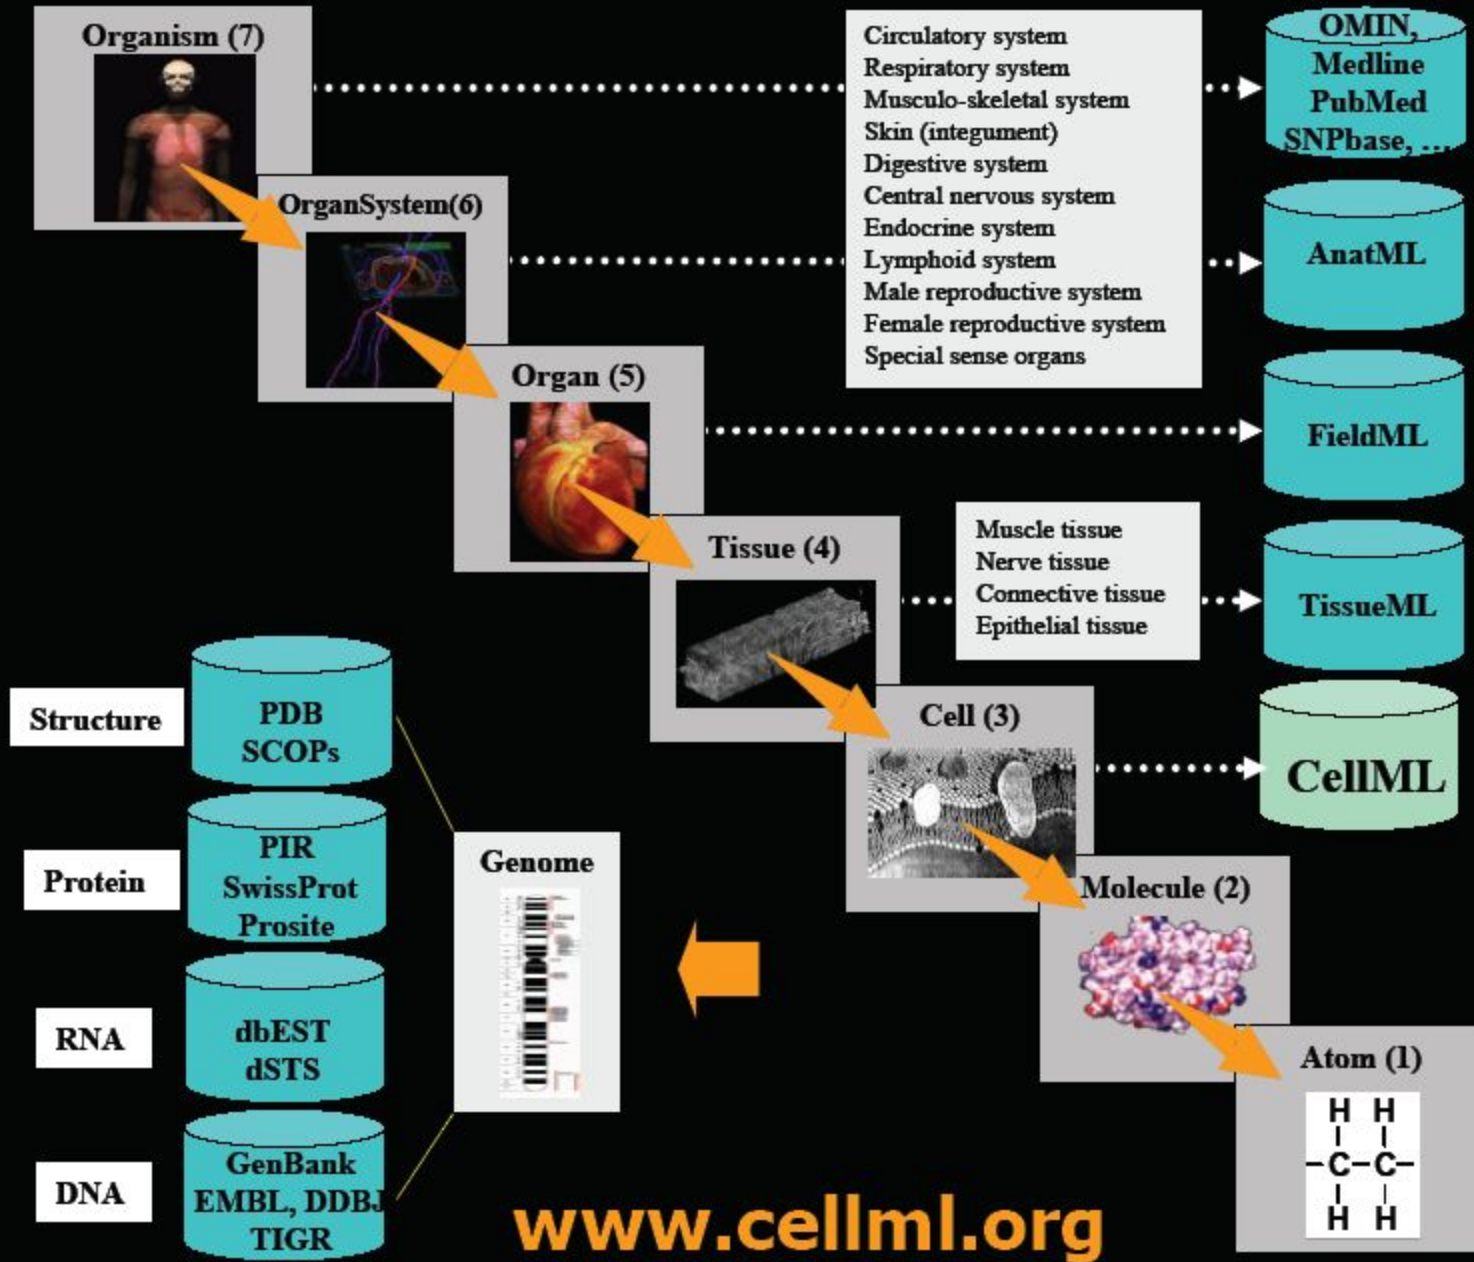 Organism (7)
OrganSystem(6)
Organ (5)
Tissue (4)
Cell (3)
Molecule (2)
Atom (1)
H H
-C-C-
H H
Circulatory system
Respiratory system
Musculo-skeletal system
Skin (integument)
Digestive system
Central nervous system
Endocrine system
Lymphoid system
Male reproductive system
Female reproductive system
Special sense organs
Muscle tissue
Nerve tissue
Connective tissue
Epithelial tissue
OMIN,
Medline
PubMed
SNPbase, ...
AnatML
FieldML
TissueML
CellML
Structure
PDB
SCOPs
Protein
PIR
SwissProt
Prosite
RNA
dbEST
dSTS
DNA
GenBank
EMBL, DDBJ
TIGR
Genome
www.cellml.org